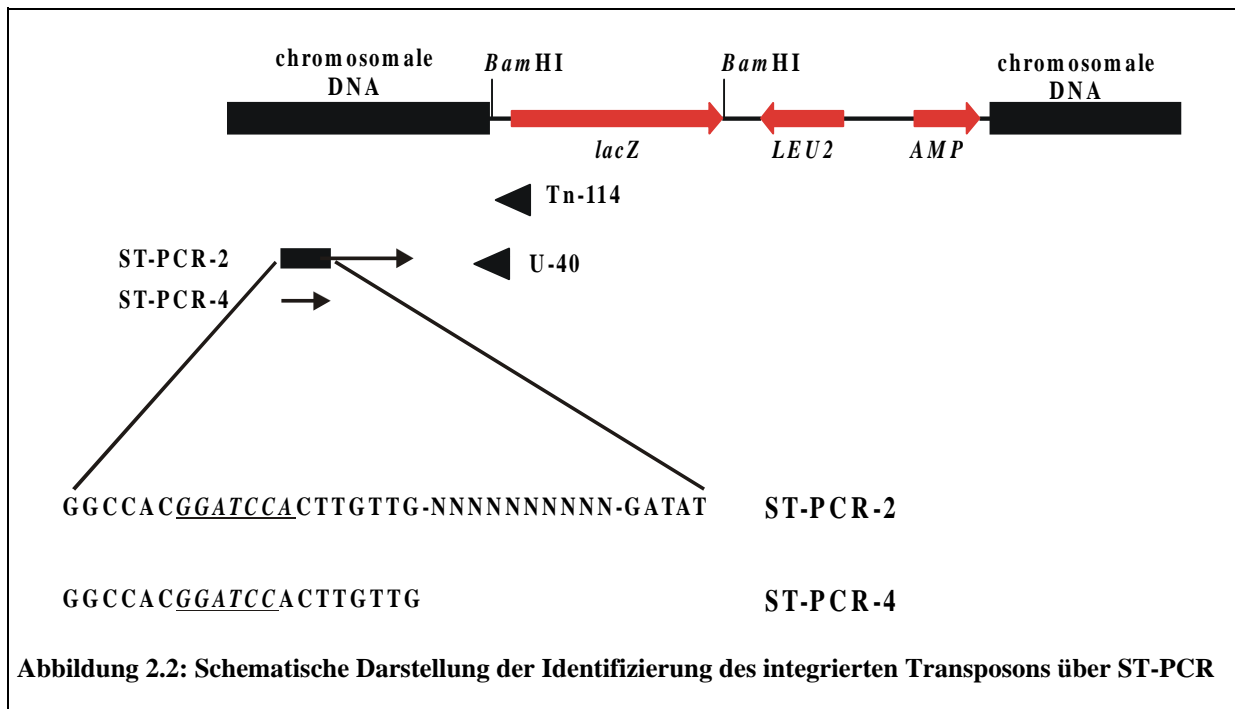 chromosomale DNA
BamHI
BamHI
chromosomale DNA
lacZ
LEU2
AMP
Tn-114
ST-PCR-2
U-40
ST-PCR-4
GGCCACGGATCCACTTGTTG-NNNNNNNNNN-GATAT ST-PCR-2
GGCCACGGATCCACTTGTTG ST-PCR-4
Abbildung 2.2: Schematische Darstellung der Identifizierung des integrierten Transposons über ST-PCR